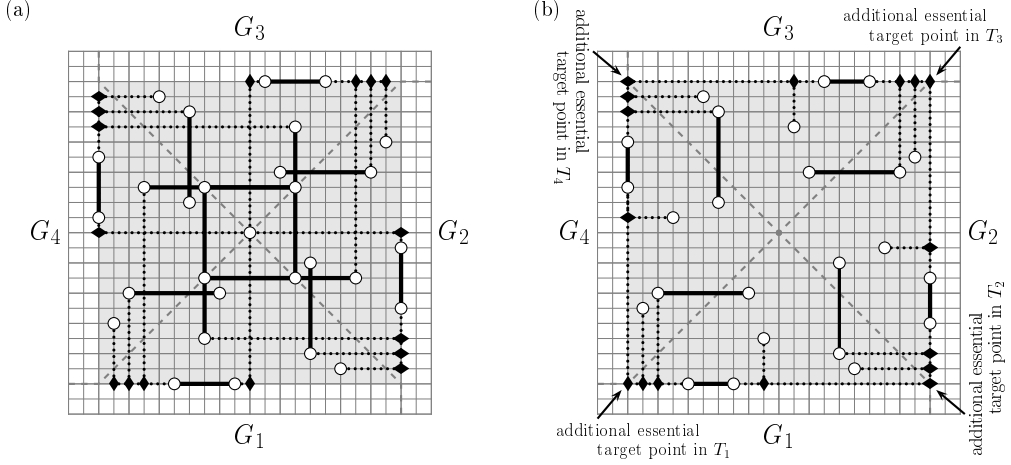 (a)
G₃
G₄
G₂
G₁
(b)
additional essential
target point in T₄
G₃
additional essential
target point in T₃
G₄
G₂
additional essential
target point in T₂
additional essential
target point in T₁
G₁